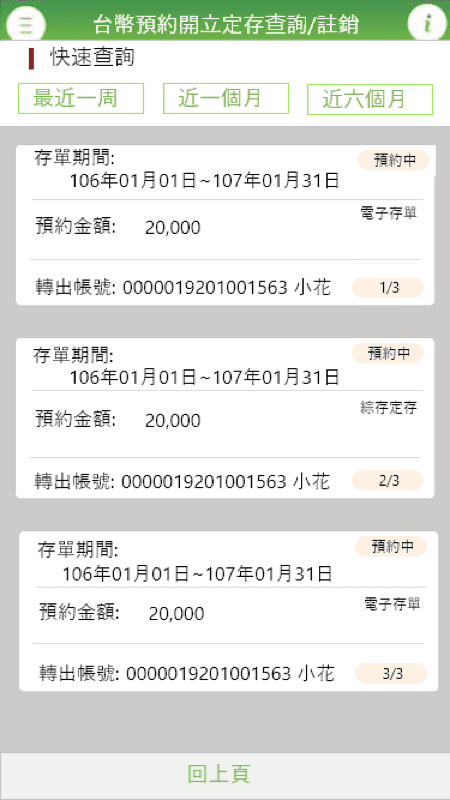 台幣預約開立定存查詢/註銷
快速查詢
最近一周 近一個月 近六個月
存單期間: 預約中
106年01月01日~107年01月31日
電子存單
預約金額: 20,000
轉出帳號: 0000019201001563 小花 1/3
存單期間: 預約中
106年01月01日~107年01月31日
綜存定存
預約金額: 20,000
轉出帳號: 0000019201001563 小花 2/3
存單期間: 預約中
106年01月01日~107年01月31日
電子存單
預約金額: 20,000
轉出帳號: 0000019201001563 小花 3/3
回上頁